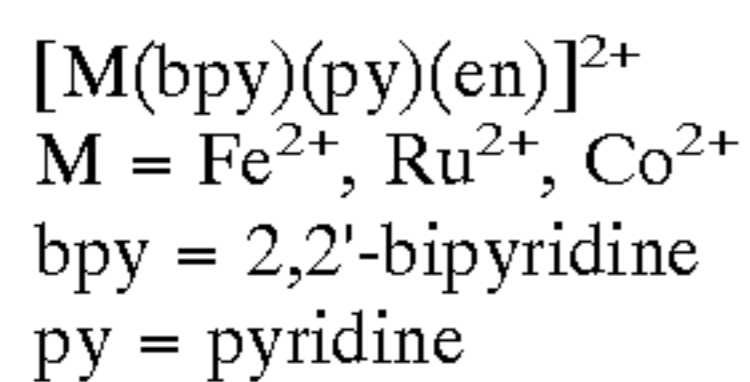 [M(bpy)(py)(en)]²⁺
M = Fe²⁺, Ru²⁺, Co²⁺
bpy = 2,2'-bipyridine
py = pyridine